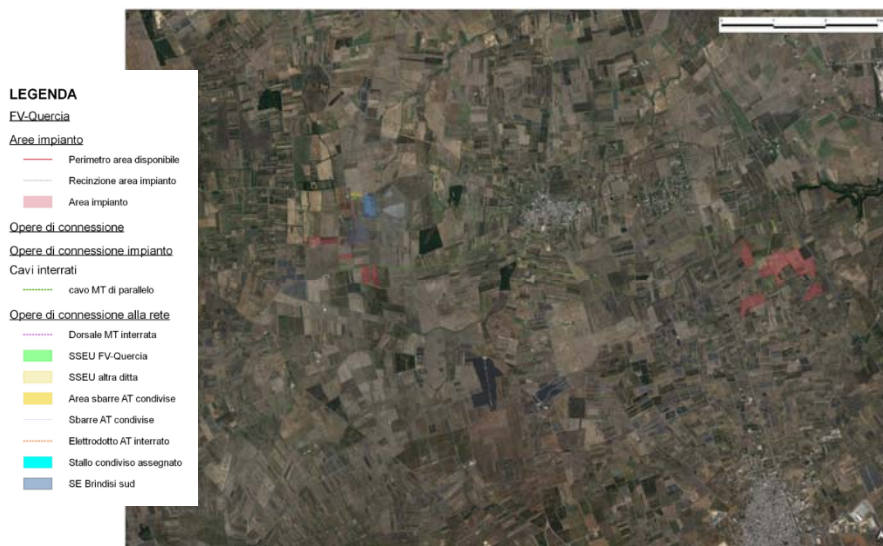 LEGENDA
FV-Quercia
Aree impianto
Perimetro area disponibile
Recinzione area impianto
Area impianto
Opere di connessione
Opere di connessione impianto
Cavi interrati
cavo MT di parallelo
Opere di connessione alla rete
Dorsale MT interrata
SSEU FV-Quercia
SSEU altra ditta
Area sbarre AT condivise
Sbarre AT condivise
Elettrodotto AT interrato
Stallo condiviso assegnato
SE Brindisi sud